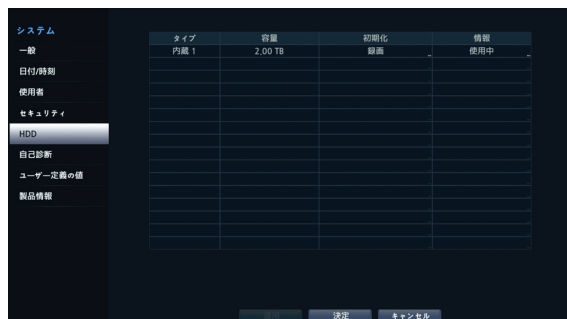 システム
一般
日付/時刻
使用者
セキュリティ
HDD
自己診断
ユーザー定義の値
製品情報
タイプ 容量 初期化 情報
内蔵 1 2,00 TB 録画 使用中
適用 決定 キャンセル